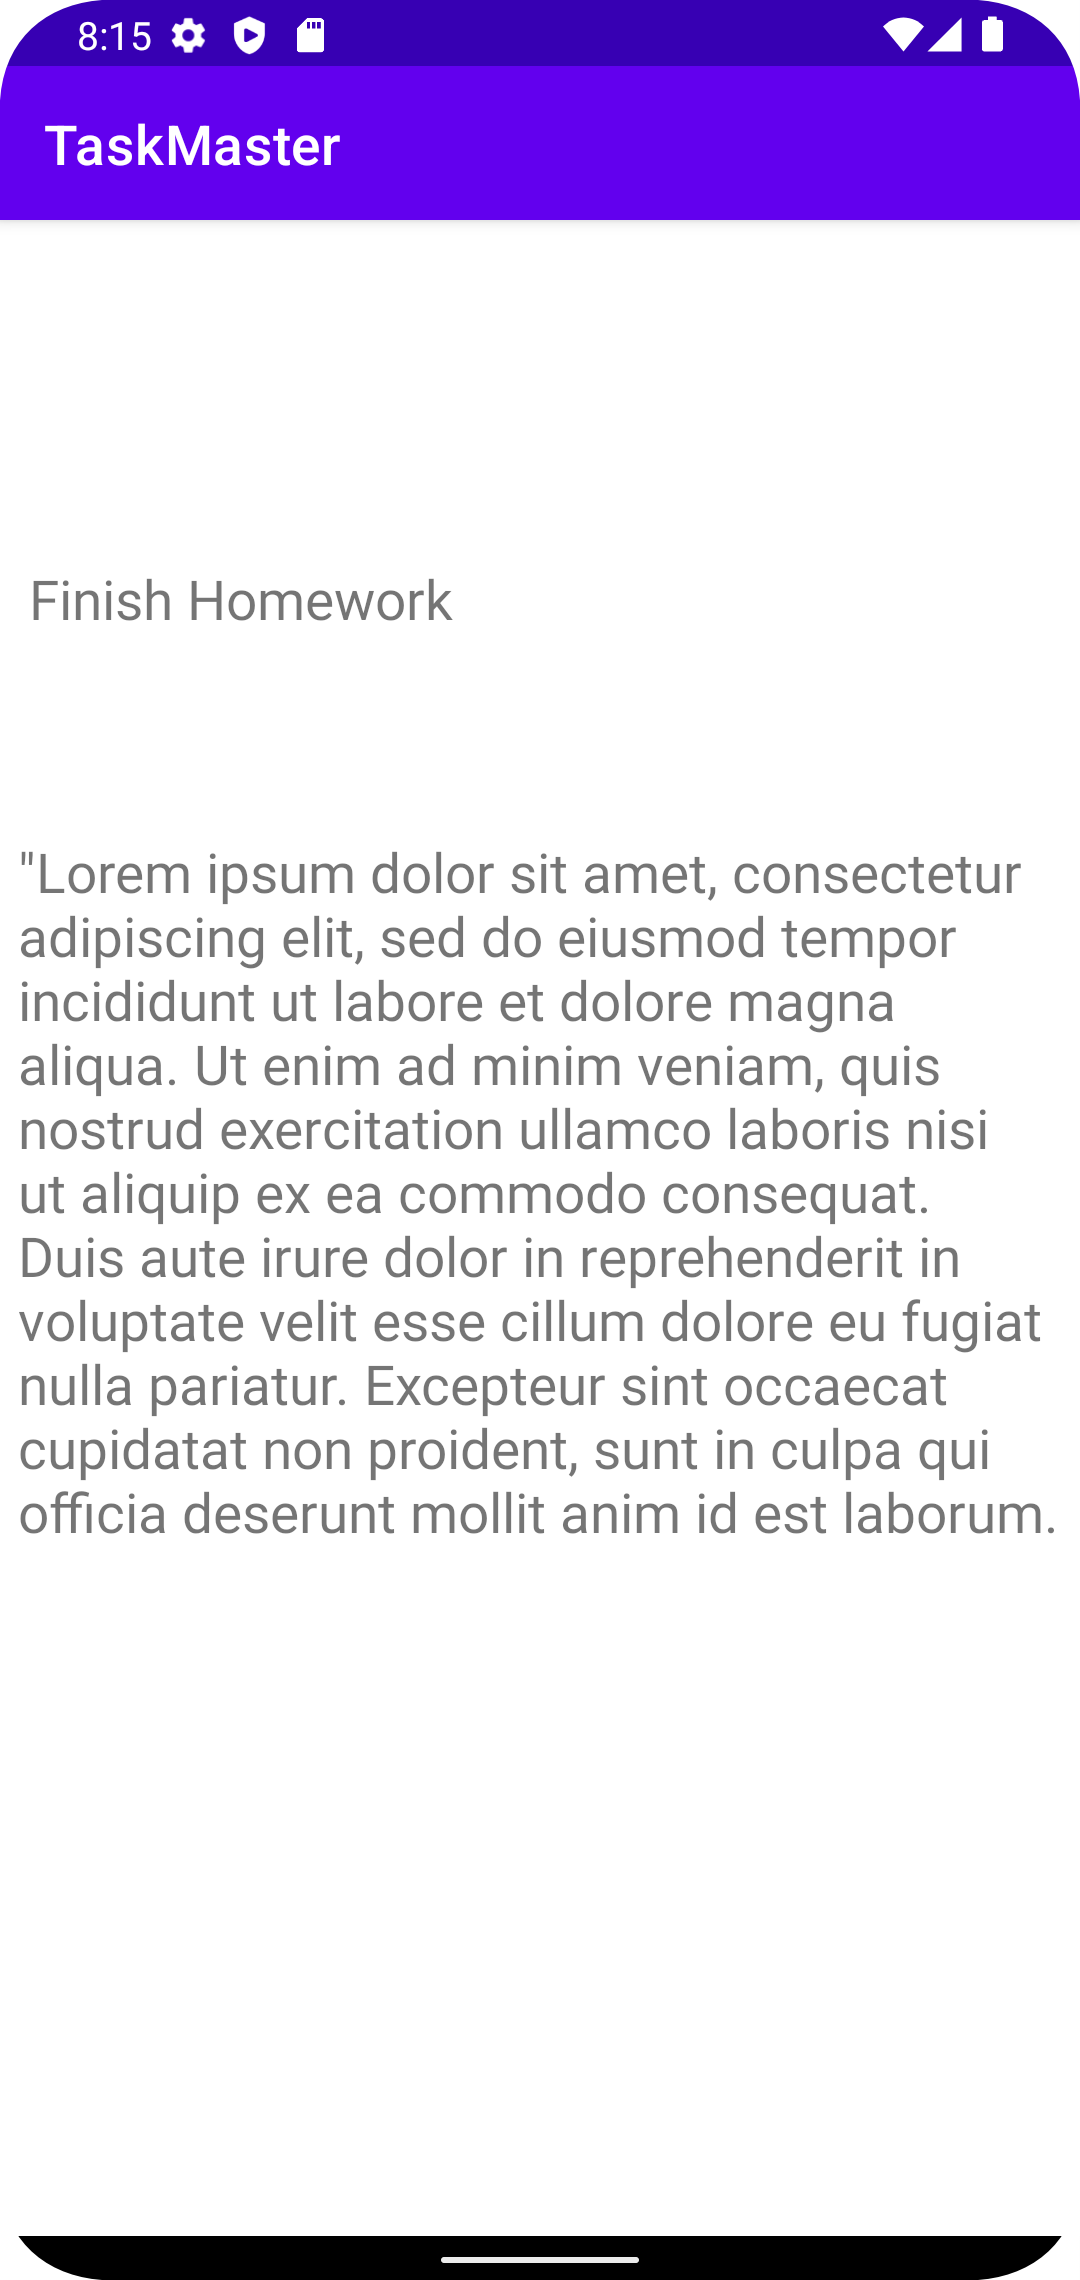 8:15
TaskMaster
Finish Homework
"Lorem ipsum dolor sit amet, consectetur
adipiscing elit, sed do eiusmod tempor
incididunt ut labore et dolore magna
aliqua. Ut enim ad minim veniam, quis
nostrud exercitation ullamco laboris nisi
ut aliquip ex ea commodo consequat.
Duis aute irure dolor in reprehenderit in
voluptate velit esse cillum dolore eu fugiat
nulla pariatur. Excepteur sint occaecat
cupidatat non proident, sunt in culpa qui
officia deserunt mollit anim id est laborum.